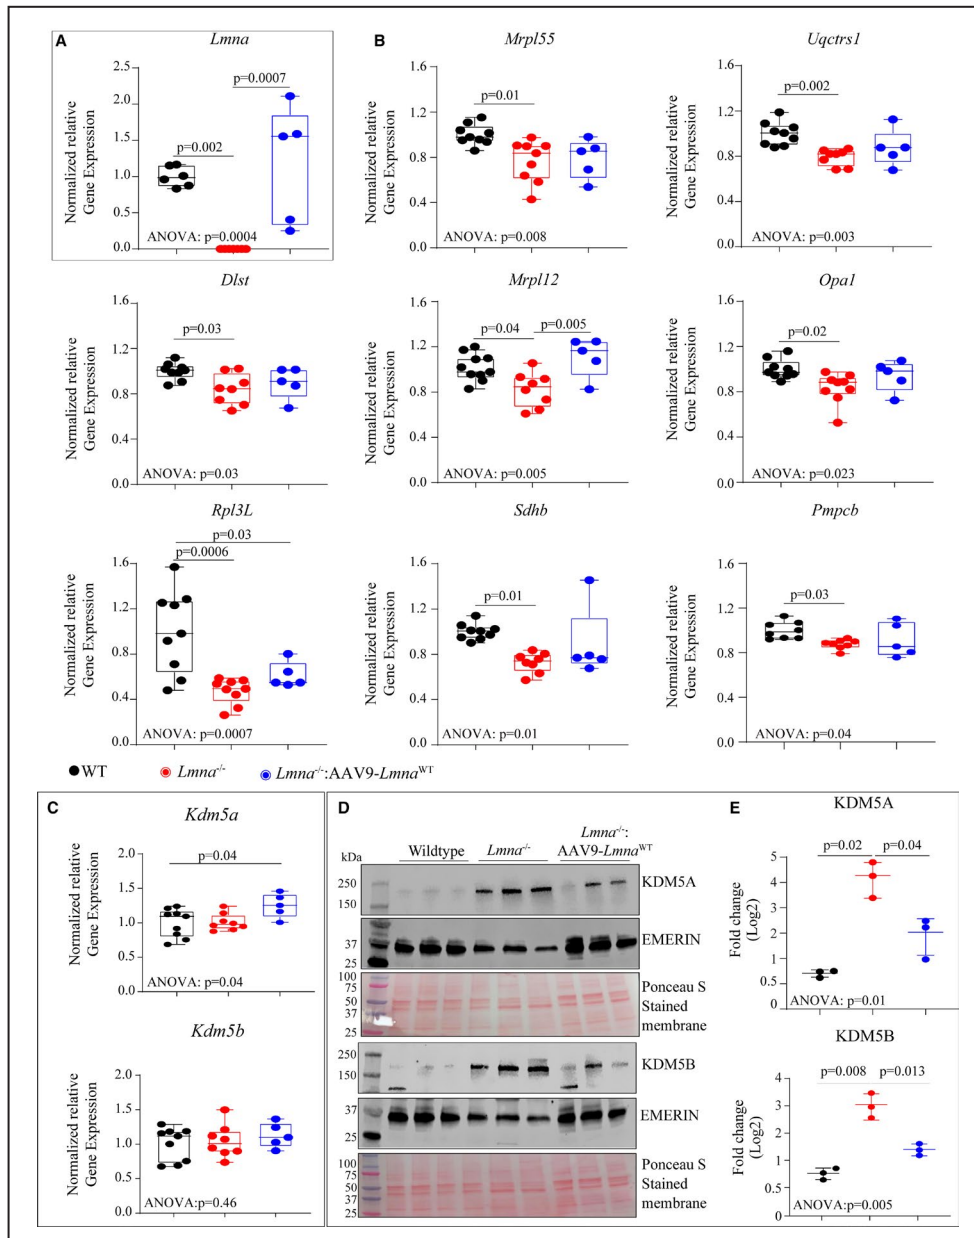 A
Lmna
Normalized relative
Gene Expression
2.5
2.0
1.5
1.0
0.5
0.0
p=0.0007
p=0.002
ANOVA: p=0.0004
B
Mrpl55
Normalized relative
Gene Expression
1.6
1.2
0.8
0.4
0.0
p=0.01
ANOVA: p=0.008
Uqctrs1
Normalized relative
Gene Expression
1.6
1.2
0.8
0.4
0.0
p=0.002
ANOVA: p=0.003
Dlst
Normalized relative
Gene Expression
1.6
1.2
0.8
0.4
0.0
p=0.03
ANOVA: p=0.03
Mrpl12
Normalized relative
Gene Expression
1.6
1.2
0.8
0.4
0.0
p=0.04
p=0.005
ANOVA: p=0.005
Opa1
Normalized relative
Gene Expression
1.6
1.2
0.8
0.4
0.0
p=0.02
ANOVA: p=0.023
Rpl3L
Normalized relative
Gene Expression
1.6
1.2
0.8
0.4
0.0
p=0.03
p=0.0006
ANOVA: p=0.0007
Sdhb
Normalized relative
Gene Expression
1.6
1.2
0.8
0.4
0.0
p=0.01
ANOVA: p=0.01
Pmpcb
Normalized relative
Gene Expression
1.6
1.2
0.8
0.4
0.0
p=0.03
ANOVA: p=0.04
WT
Lmna-/-
Lmna-/-:AAV9-LmnaWT
C
Kdm5a
Normalized relative
Gene Expression
2.0
1.5
1.0
0.5
0.0
p=0.04
ANOVA: p=0.04
Kdm5b
Normalized relative
Gene Expression
2.0
1.5
1.0
0.5
0.0
ANOVA:p=0.46
D
kDa
Wildtype
Lmna-/-
Lmna-/-:
AAV9-LmnaWT
250
150
KDM5A
37
25
EMERIN
100
75
50
37
25
Ponceau S
Stained
membrane
250
150
KDM5B
37
25
EMERIN
100
75
50
37
25
Ponceau S
Stained
membrane
E
KDM5A
Fold change
(Log2)
5
4
3
2
0.5
0
p=0.02
p=0.04
ANOVA: p=0.01
KDM5B
Fold change
(Log2)
4
3
2
0.5
0
p=0.008
p=0.013
ANOVA: p=0.005